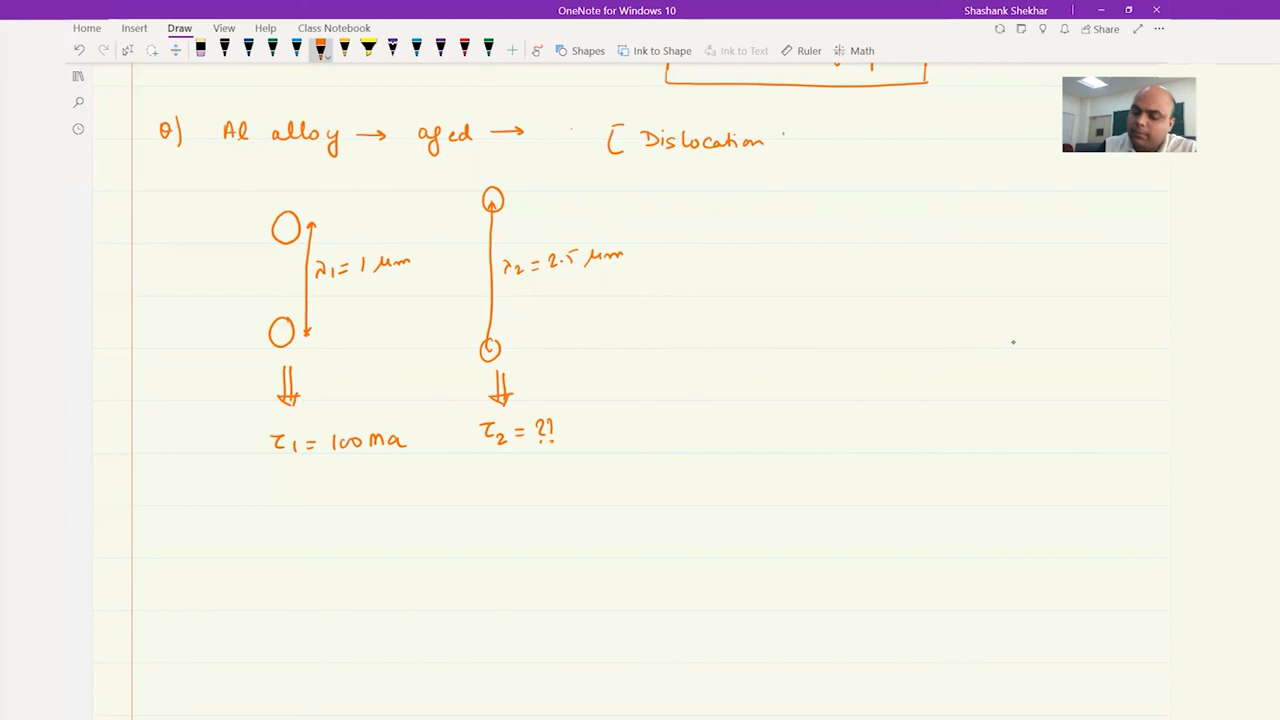 OneNote for Windows 10
Shashank Shekhar
Home Insert Draw View Help Class Notebook
Share
Shapes Ink to Shape Ink to Text Ruler Math
Q) Al alloy → aged → [ Dislocation
λ1 = 1 μm
λ2 = 2.5 μm
τ1 = 100 Ma
τ2 = ??